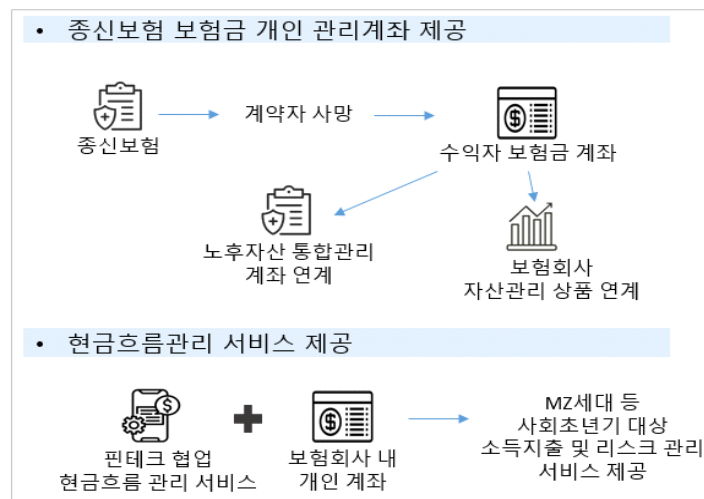 • 종신보험 보험금 개인 관리계좌 제공
종신보험
계약자 사망
수익자 보험금 계좌
노후자산 통합관리
계좌 연계
보험회사
자산관리 상품 연계
• 현금흐름관리 서비스 제공
핀테크 협업
현금흐름 관리 서비스
보험회사 내
개인 계좌
MZ세대 등
사회초년기 대상
소득지출 및 리스크 관리
서비스 제공